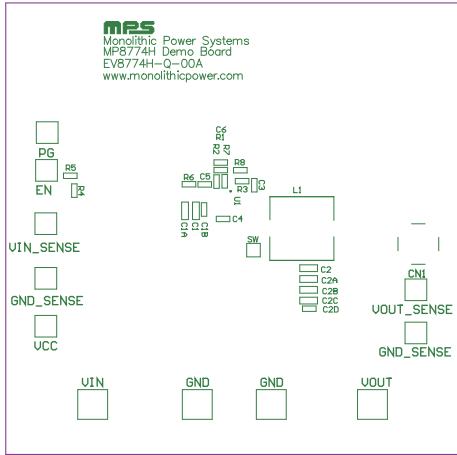 MPS
Monolithic Power Systems
MP8774H Demo Board
EV8774H-Q-00A
www.monolithicpower.com
PG
EN
R5
R4
C6
R1
R2
R7
R6
C5
R8
R3
C3
U1
L1
C1A
C1
C1B
C4
SW
VIN_SENSE
GND_SENSE
VCC
C2
C2A
C2B
C2C
C2D
CN1
VOUT_SENSE
GND_SENSE
VIN
GND
GND
VOUT